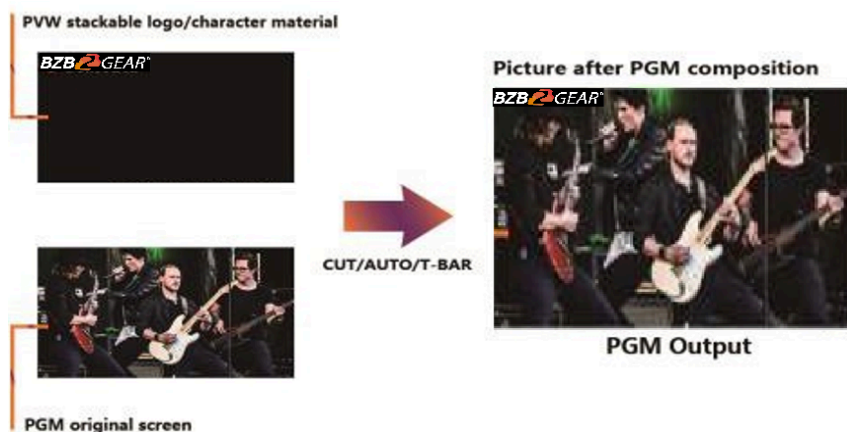 PVW stackable logo/character material
BZB GEAR
Picture after PGM composition
BZB GEAR
CUT/AUTO/T-BAR
PGM Output
PGM original screen